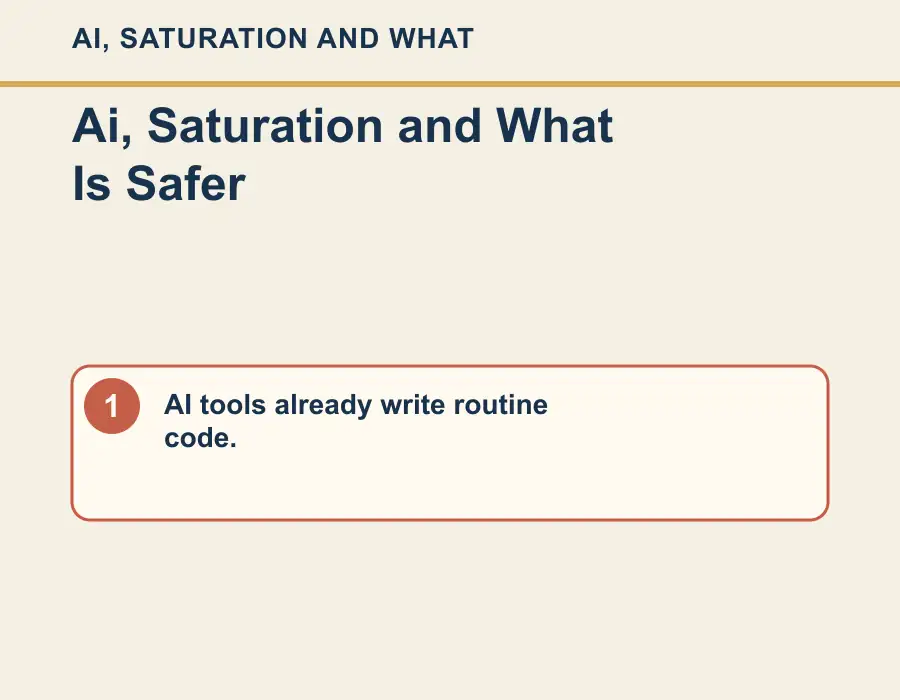 AI, SATURATION AND WHAT
Ai, Saturation and What
Is Safer
1
AI tools already write routine
code.